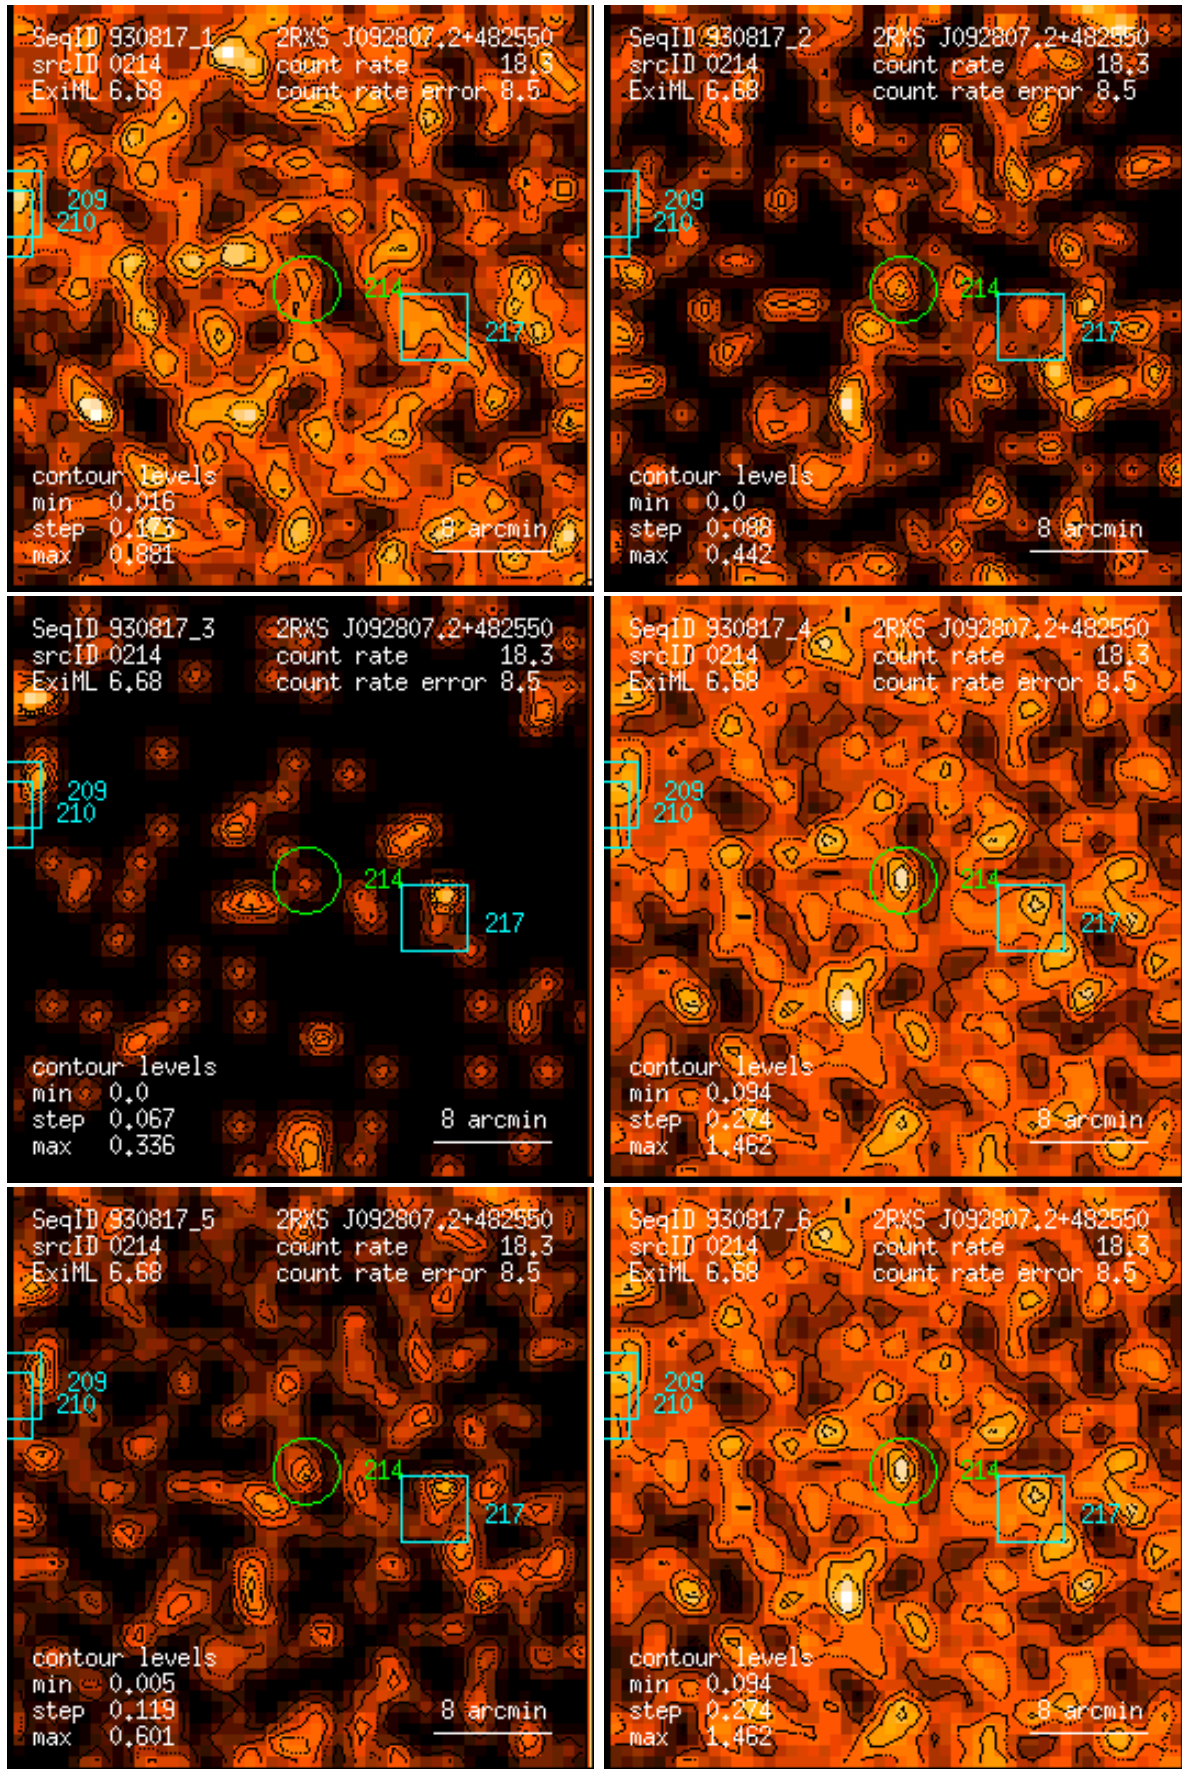 SeqID 930817_1 2RXS J092807.2+482550
srcID 0214 count rate 18.3
ExiML 6.68 count rate error 8.5
209
210
214
217
contour levels
min 0.016
step 0.173 8 arcmin
max 0.881
SeqID 930817_2 2RXS J092807.2+482550
srcID 0214 count rate 18.3
ExiML 6.68 count rate error 8.5
209
210
214
217
contour levels
min 0.0
step 0.088 8 arcmin
max 0.442
SeqID 930817_3 2RXS J092807.2+482550
srcID 0214 count rate 18.3
ExiML 6.68 count rate error 8.5
209
210
214
217
contour levels
min 0.0
step 0.067 8 arcmin
max 0.336
SeqID 930817_4 2RXS J092807.2+482550
srcID 0214 count rate 18.3
ExiML 6.68 count rate error 8.5
209
210
214
217
contour levels
min 0.094
step 0.274 8 arcmin
max 1.462
SeqID 930817_5 2RXS J092807.2+482550
srcID 0214 count rate 18.3
ExiML 6.68 count rate error 8.5
209
210
214
217
contour levels
min 0.005
step 0.119 8 arcmin
max 0.601
SeqID 930817_6 2RXS J092807.2+482550
srcID 0214 count rate 18.3
ExiML 6.68 count rate error 8.5
209
210
214
217
contour levels
min 0.094
step 0.274 8 arcmin
max 1.462